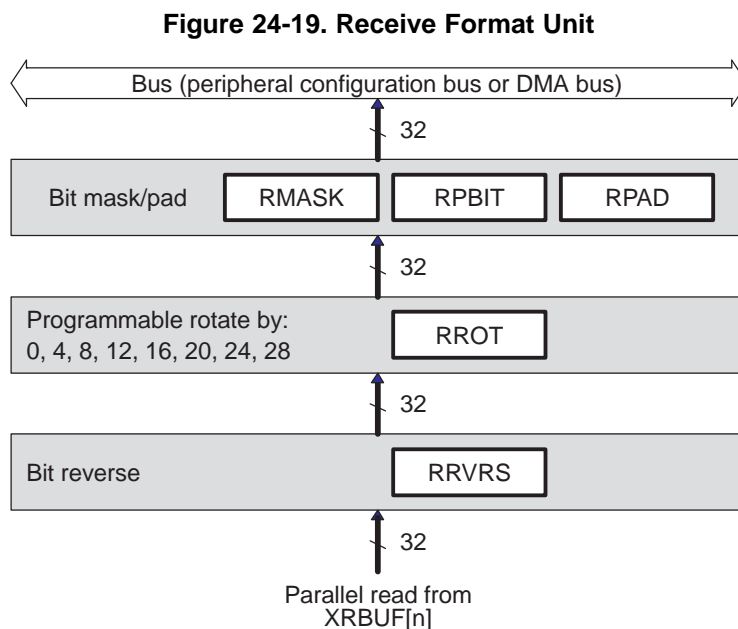 Figure 24-19. Receive Format Unit
Bus (peripheral configuration bus or DMA bus)
32
Bit mask/pad RMASK RPBIT RPAD
32
Programmable rotate by:
0, 4, 8, 12, 16, 20, 24, 28
RROT
32
Bit reverse RRVRS
32
Parallel read from
XRBUF[n]